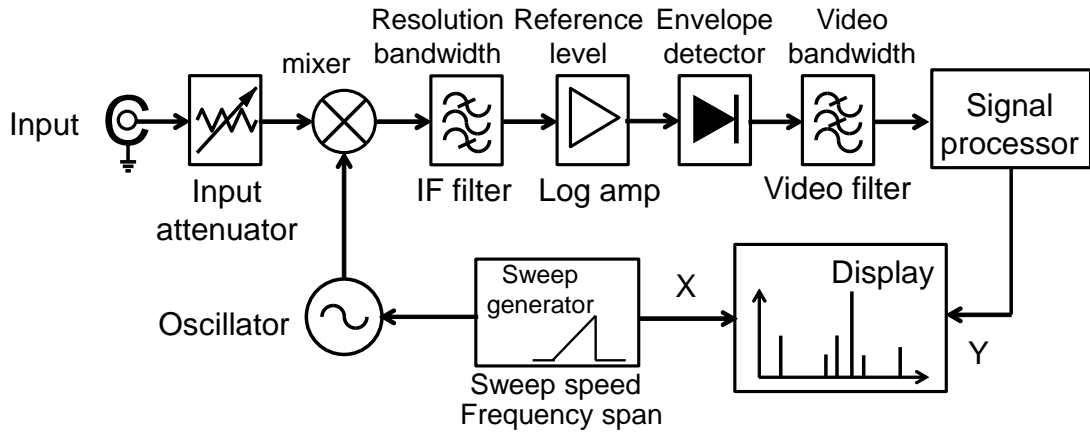 Resolution
bandwidth
Reference
level
Envelope
detector
Video
bandwidth
mixer
Input
Signal
processor
Input
attenuator
IF filter
Log amp
Video filter
Oscillator
Sweep
generator
X
Display
Y
Sweep speed
Frequency span